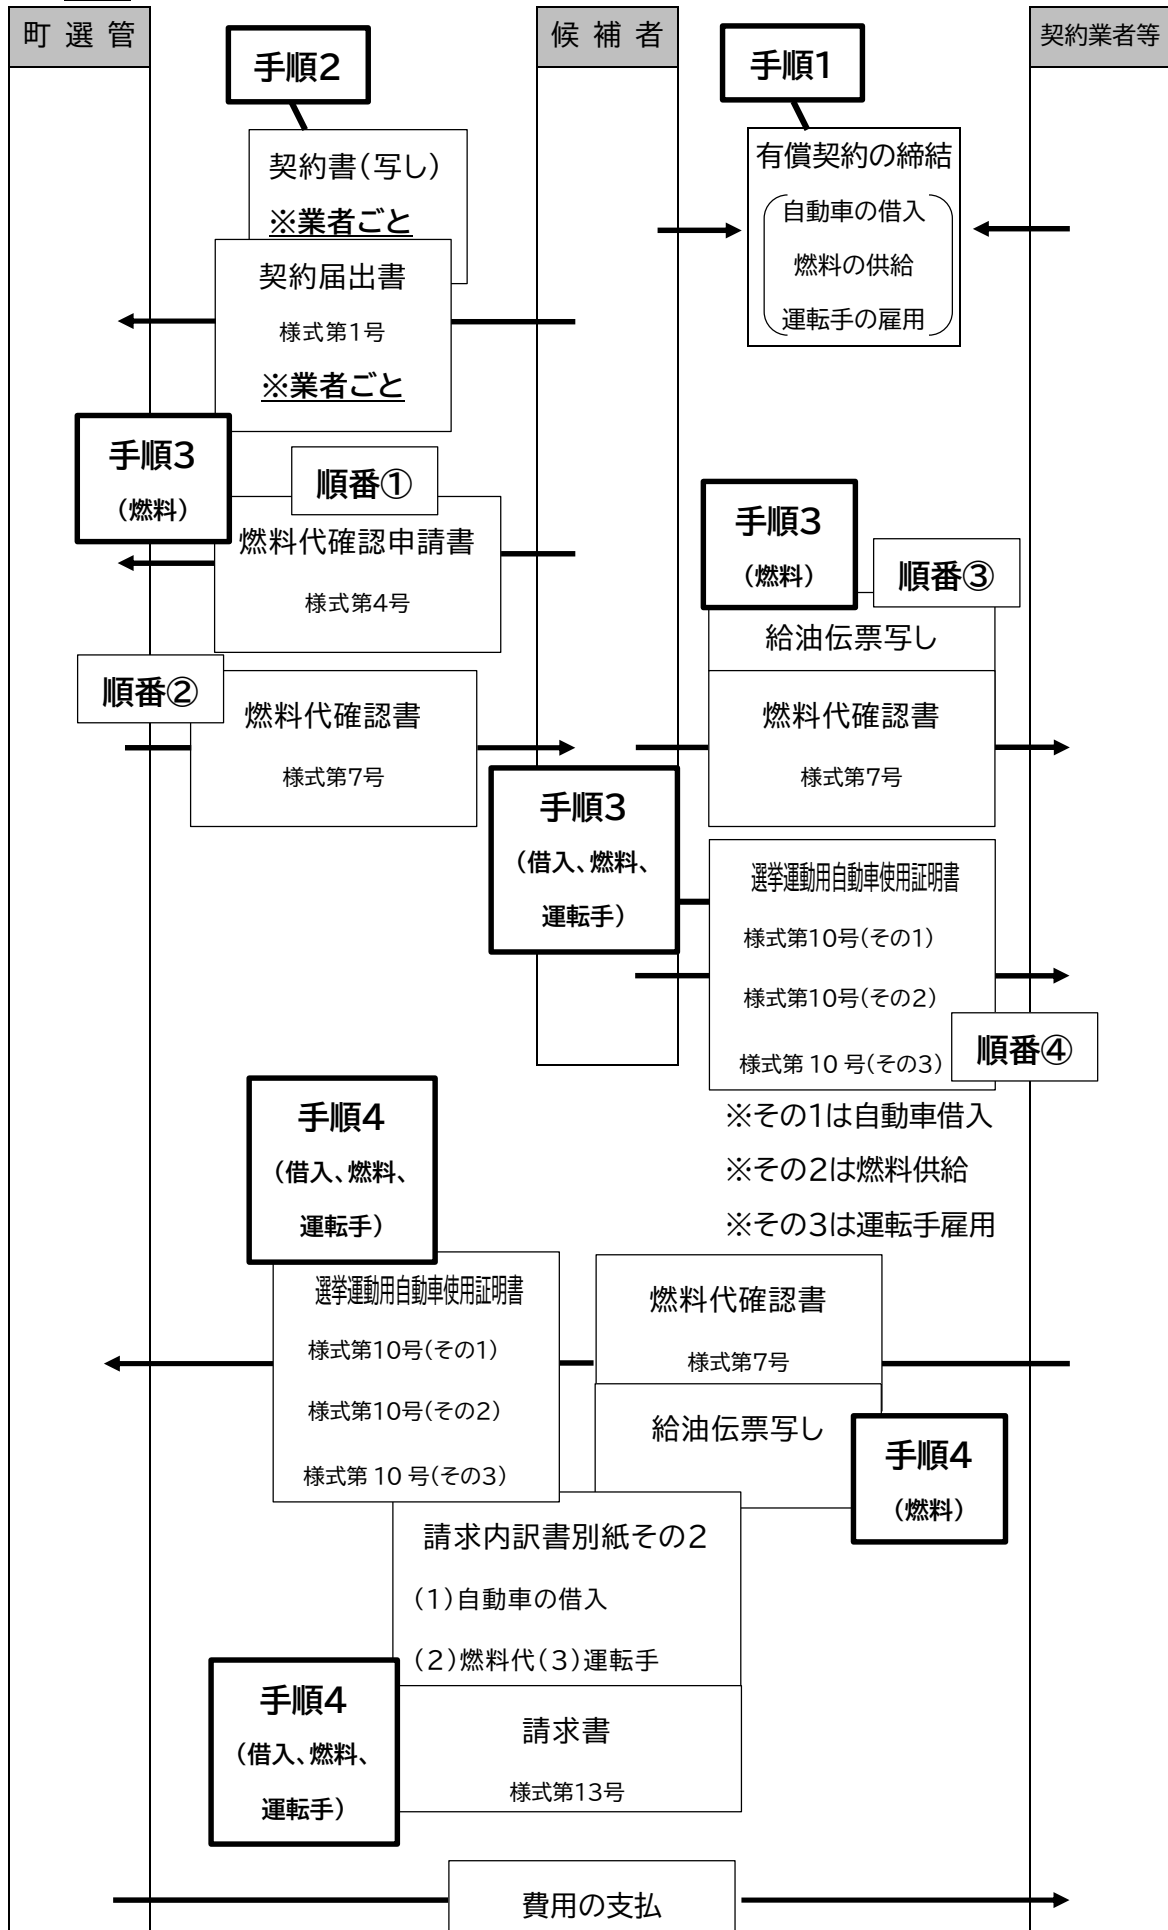 町選管
候補者
契約業者等
手順2
手順1
契約書(写し)
※業者ごと
有償契約の締結
自動車の借入
燃料の供給
運転手の雇用
契約届出書
様式第1号
※業者ごと
手順3
(燃料)
順番①
燃料代確認申請書
様式第4号
手順3
(燃料)
順番③
給油伝票写し
順番②
燃料代確認書
様式第7号
燃料代確認書
様式第7号
手順3
(借入、燃料、
運転手)
選挙運動用自動車使用証明書
様式第10号(その1)
様式第10号(その2)
様式第10号(その3)
順番④
※その1は自動車借入
※その2は燃料供給
※その3は運転手雇用
手順4
(借入、燃料、
運転手)
選挙運動用自動車使用証明書
様式第10号(その1)
様式第10号(その2)
様式第10号(その3)
燃料代確認書
様式第7号
給油伝票写し
手順4
(燃料)
請求内訳書別紙その2
(1)自動車の借入
(2)燃料代(3)運転手
手順4
(借入、燃料、
運転手)
請求書
様式第13号
費用の支払